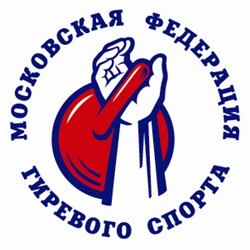 МОСКОВСКАЯ ФЕДЕРАЦИЯ
ГИРЕВОГО СПОРТА